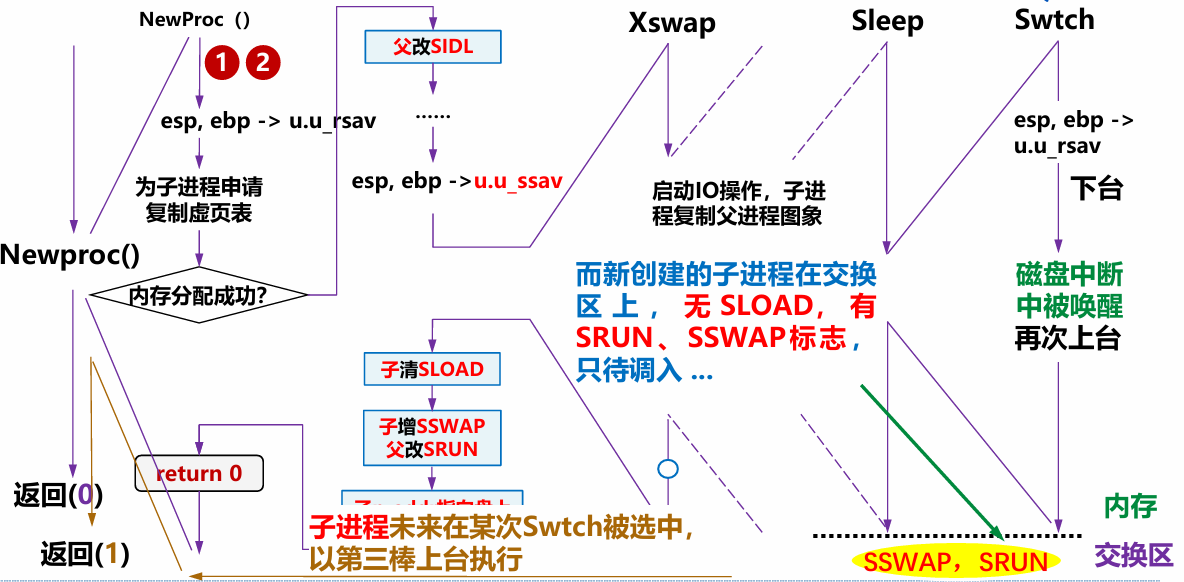 NewProc（）
Xswap
Sleep
Swtch
父改SIDL
1 2
esp, ebp -> u.u_rsav
……
esp, ebp ->
u.u_rsav
为子进程申请
复制虚页表
esp, ebp ->u.u_ssav
启动IO操作，子进
程复制父进程图象
下台
Newproc()
内存分配成功？
而新创建的子进程在交换
区上，无SLOAD，有
SRUN、SSWAP标志，
只待调入 ...
磁盘中断
中被唤醒
再次上台
子清SLOAD
子增SSWAP
父改SRUN
return 0
返回(0)
子进程未来在某次Swtch被选中，
以第三棒上台执行
返回(1)
内存
交换区
SSWAP，SRUN